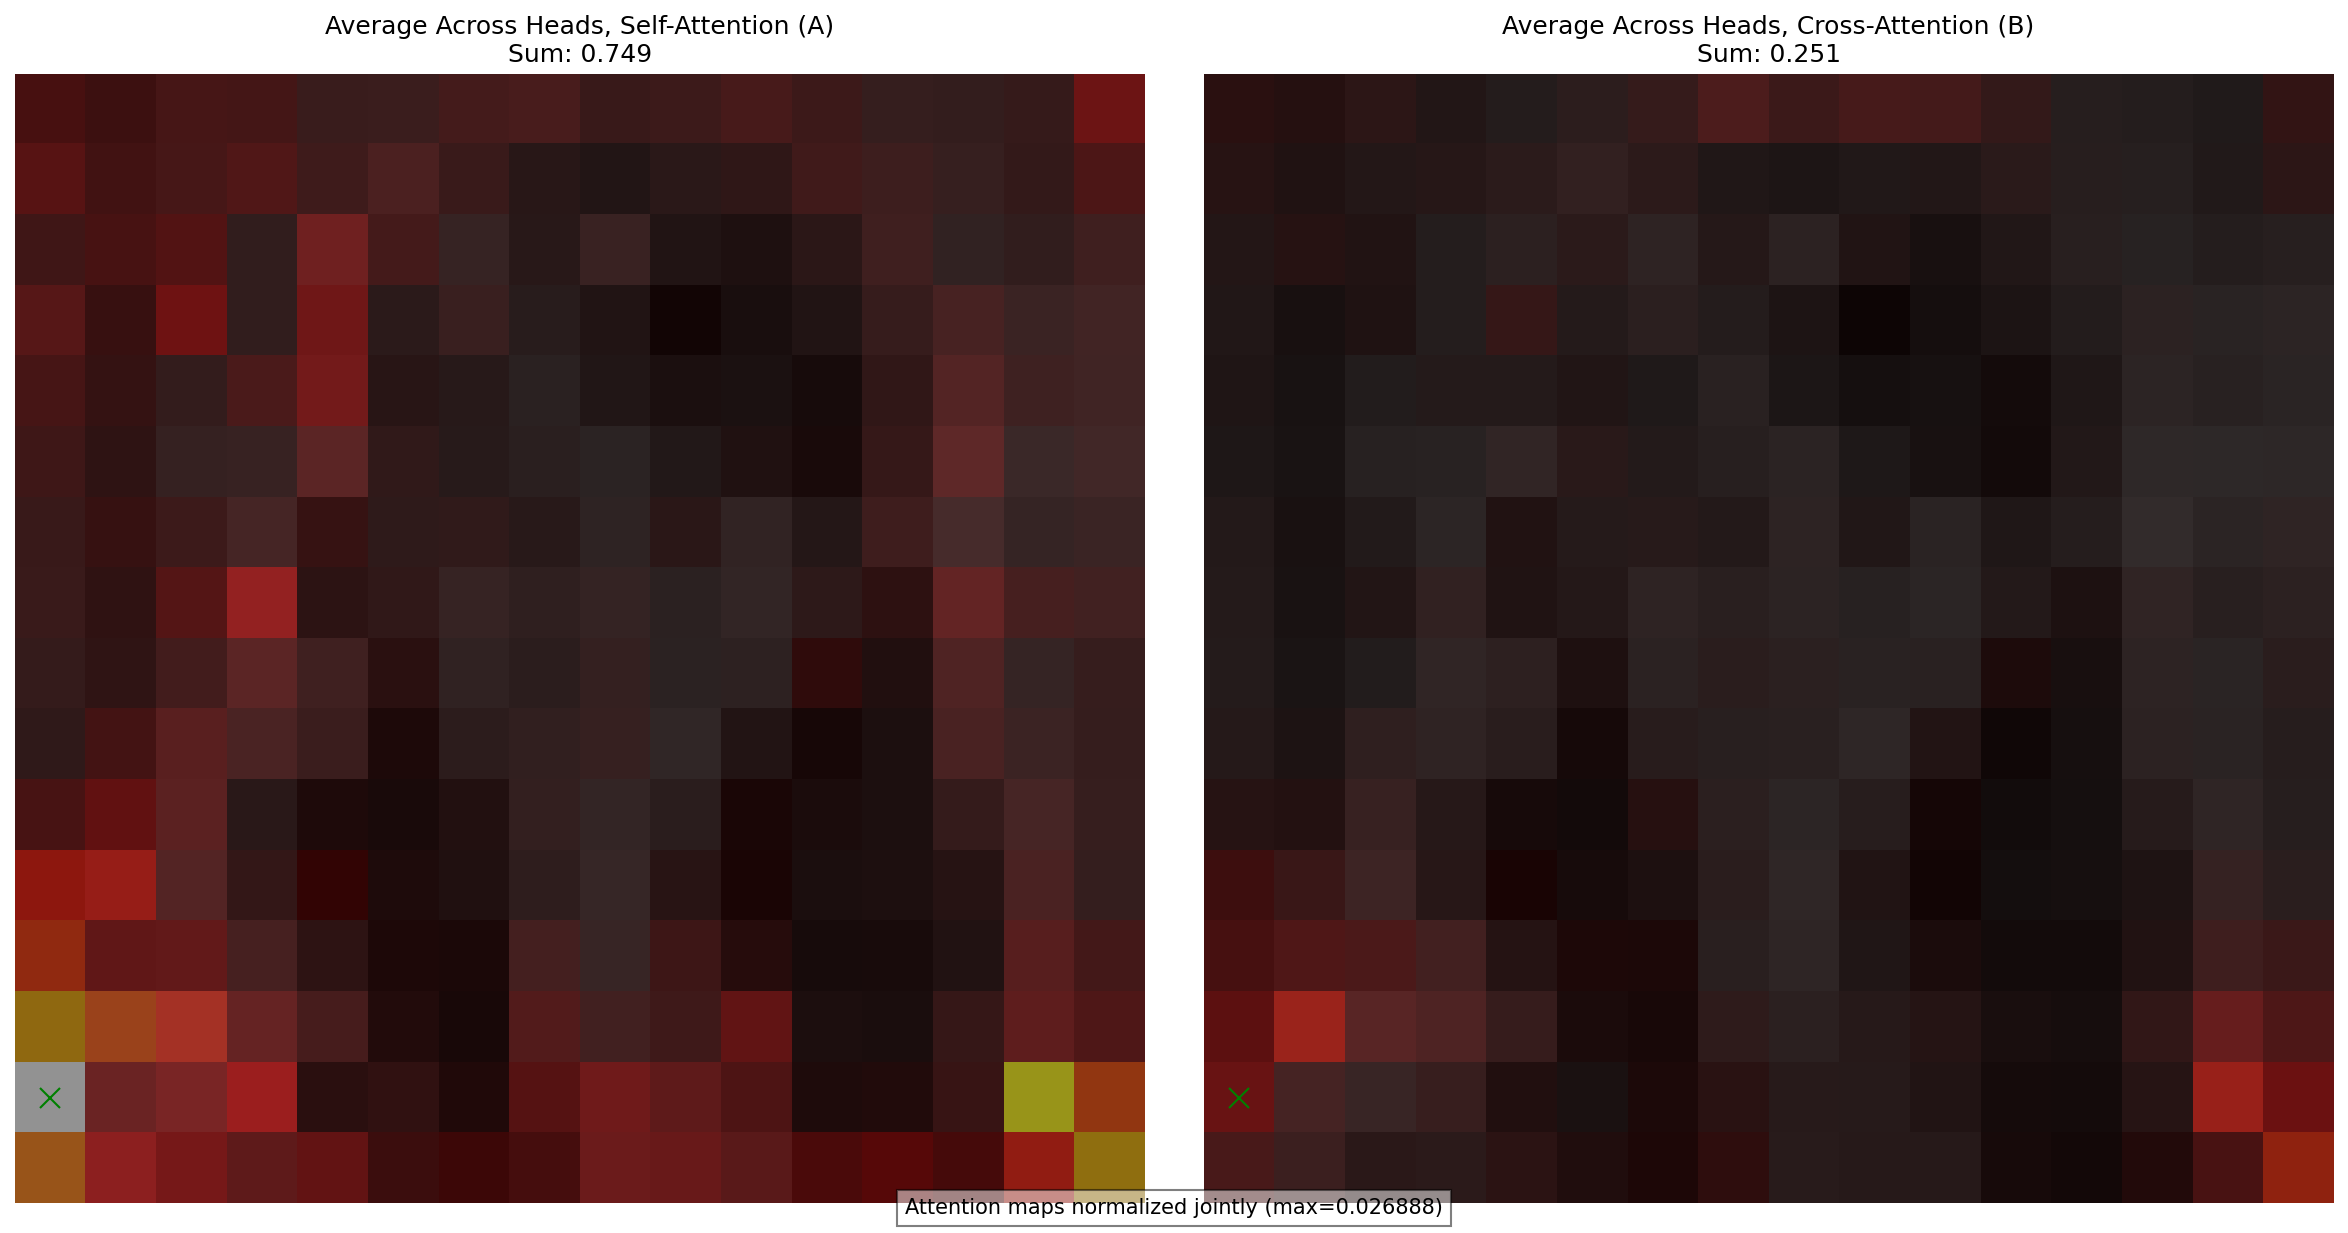 Average Across Heads, Self-Attention (A)
Sum: 0.749
Average Across Heads, Cross-Attention (B)
Sum: 0.251
Attention maps normalized jointly (max=0.026888)